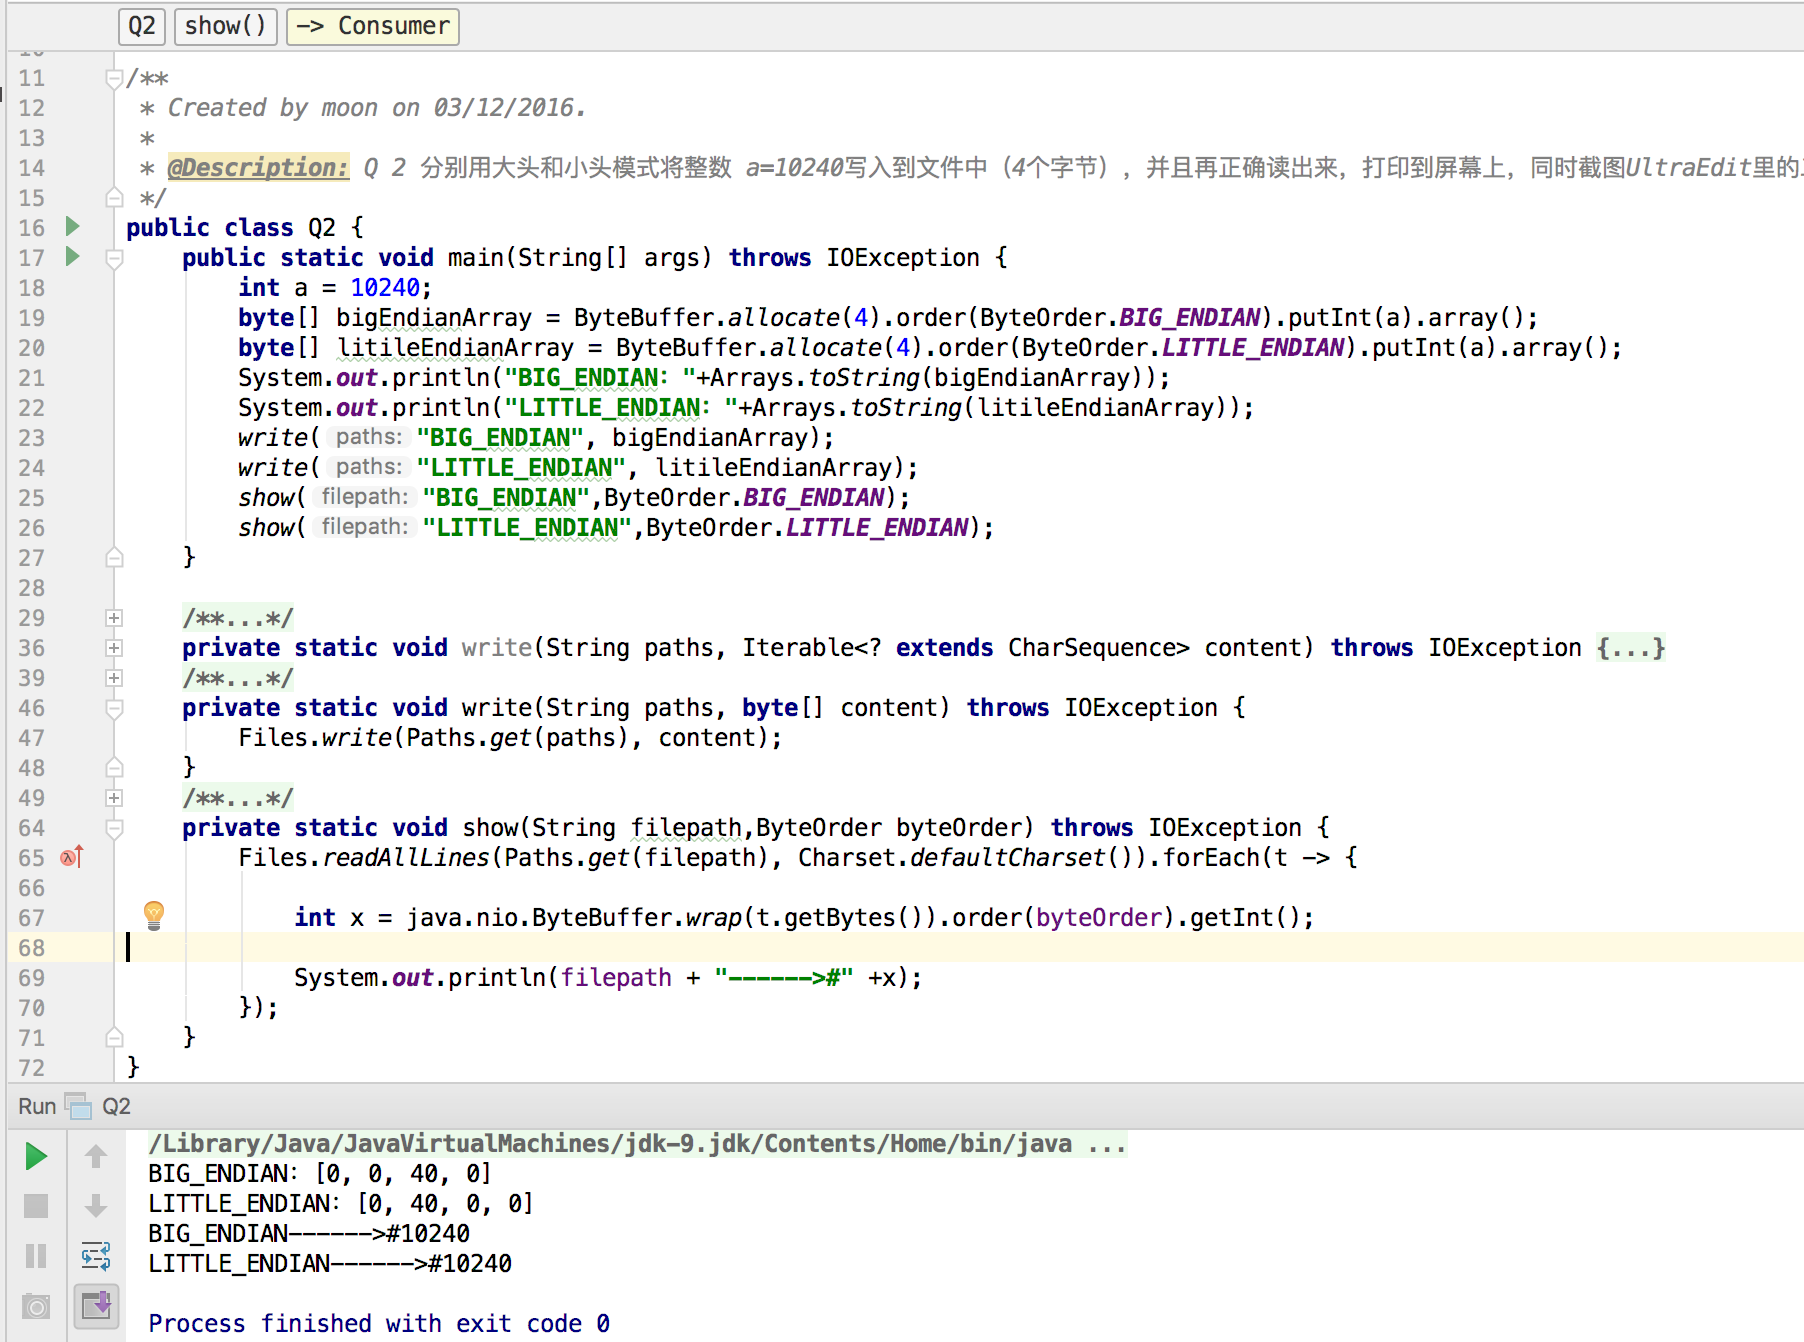 Q2 show() -> Consumer
11 /**
12 * Created by moon on 03/12/2016.
13 *
14 * @Description: Q 2 分别用大头和小头模式将整数 a=10240写入到文件中（4个字节），并且再正确读出来，打印到屏幕上，同时截图UltraEdit里的
15 */
16 public class Q2 {
17 public static void main(String[] args) throws IOException {
18 int a = 10240;
19 byte[] bigEndianArray = ByteBuffer.allocate(4).order(ByteOrder.BIG_ENDIAN).putInt(a).array();
20 byte[] litileEndianArray = ByteBuffer.allocate(4).order(ByteOrder.LITTLE_ENDIAN).putInt(a).array();
21 System.out.println("BIG_ENDIAN: "+Arrays.toString(bigEndianArray));
22 System.out.println("LITTLE_ENDIAN: "+Arrays.toString(litileEndianArray));
23 write( paths: "BIG_ENDIAN", bigEndianArray);
24 write( paths: "LITTLE_ENDIAN", litileEndianArray);
25 show( filepath: "BIG_ENDIAN",ByteOrder.BIG_ENDIAN);
26 show( filepath: "LITTLE_ENDIAN",ByteOrder.LITTLE_ENDIAN);
27 }
28
29 /**...*/
36 private static void write(String paths, Iterable<? extends CharSequence> content) throws IOException {...}
39 /**...*/
46 private static void write(String paths, byte[] content) throws IOException {
47 Files.write(Paths.get(paths), content);
48 }
49 /**...*/
64 private static void show(String filepath,ByteOrder byteOrder) throws IOException {
65 Files.readAllLines(Paths.get(filepath), Charset.defaultCharset()).forEach(t -> {
66
67 int x = java.nio.ByteBuffer.wrap(t.getBytes()).order(byteOrder).getInt();
68
69 System.out.println(filepath + "------>#" +x);
70 });
71 }
72 }
Run Q2
/Library/Java/JavaVirtualMachines/jdk-9.jdk/Contents/Home/bin/java ...
BIG_ENDIAN: [0, 0, 40, 0]
LITTLE_ENDIAN: [0, 40, 0, 0]
BIG_ENDIAN------>#10240
LITTLE_ENDIAN------>#10240
Process finished with exit code 0